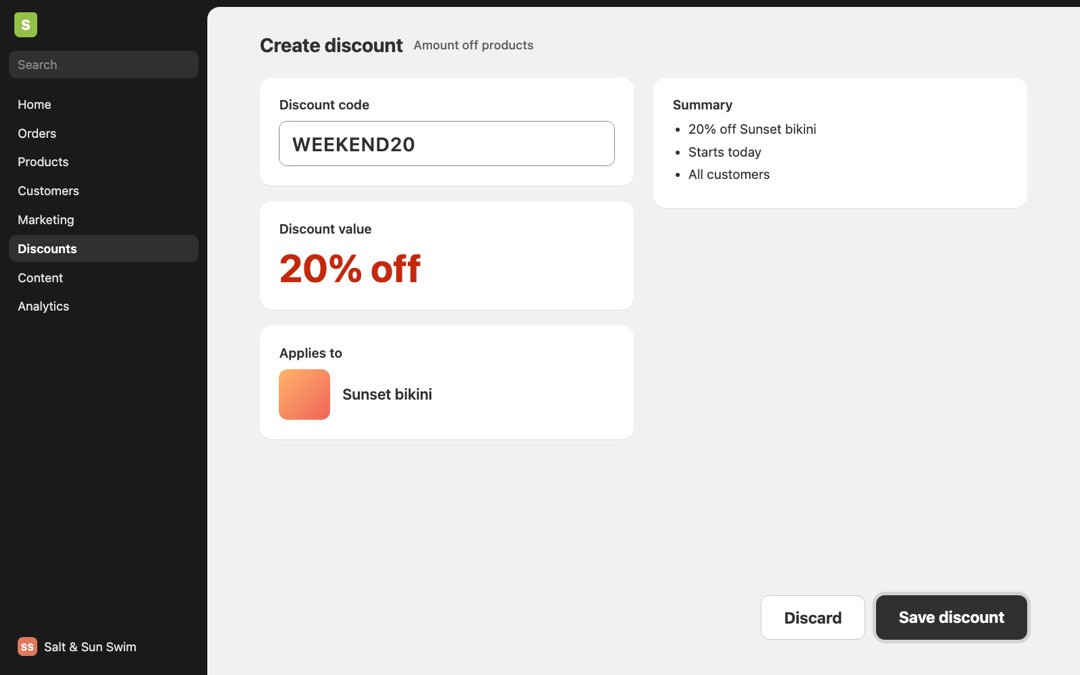 S
Search
Home
Orders
Products
Customers
Marketing
Discounts
Content
Analytics
SS Salt & Sun Swim
Create discount Amount off products
Discount code
WEEKEND20
Discount value
20% off
Applies to
Sunset bikini
Summary
• 20% off Sunset bikini
• Starts today
• All customers
Discard
Save discount